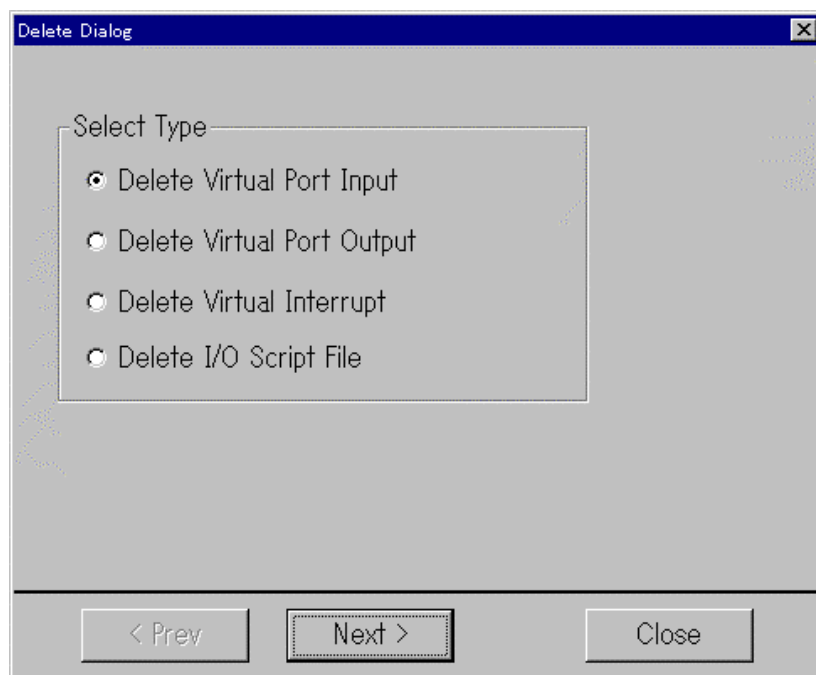 Delete Dialog
Select Type
Delete Virtual Port Input
Delete Virtual Port Output
Delete Virtual Interrupt
Delete I/O Script File
< Prev
Next >
Close